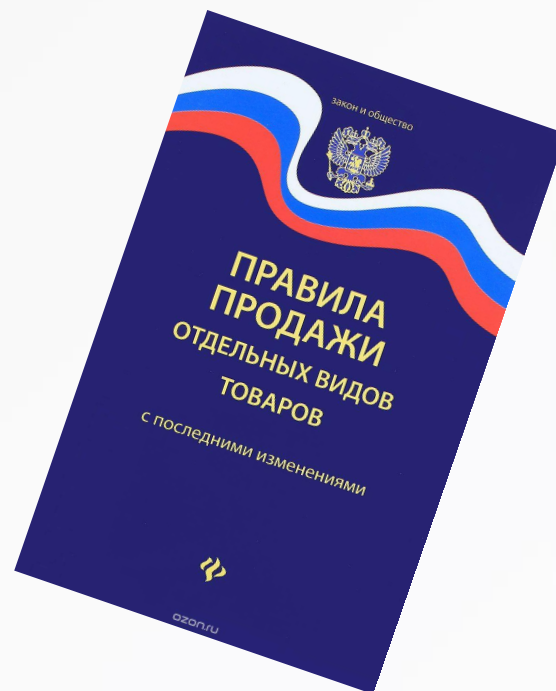 закон и общество
ПРАВИЛА
ПРОДАЖИ
ОТДЕЛЬНЫХ ВИДОВ
ТОВАРОВ
с последними изменениями
ozon.ru